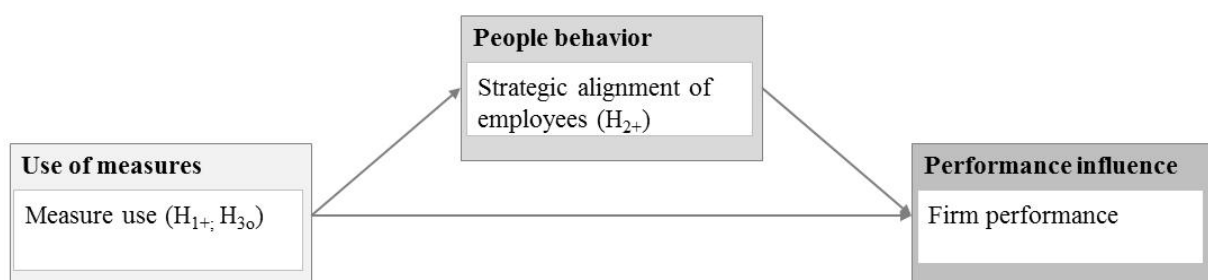 People behavior
Strategic alignment of
employees (H2+)
Use of measures
Measure use (H1+; H3o)
Performance influence
Firm performance